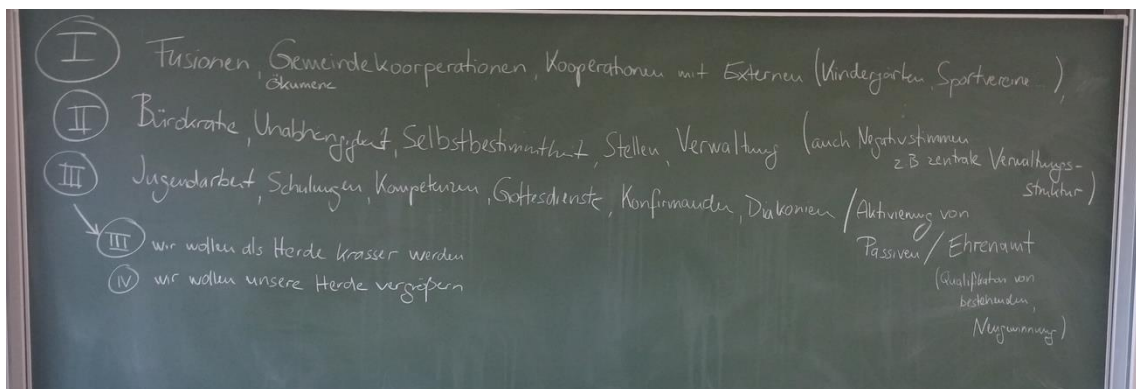 I Fusionen, Gemeindekoorperationen, Kooperationen mit Externen (Kindergärten, Sportvereine ),
Ökumene
II Bürokratie, Unabhengigkeit, Selbstbestimmtheit, Stellen, Verwaltung (auch Negativstimmen
z.B zentrale Verwaltungs-
struktur)
III Jugendarbeit, Schulungen, Kompetenzen, Gottesdienste, Konfirmanden, Diakonien / Aktivierung von
Passiven / Ehrenamt
(Qualifikation von
bestehenden,
Neugewinnung)
III wir wollen als Herde krasser werden
IV wir wollen unsere Herde vergrößern